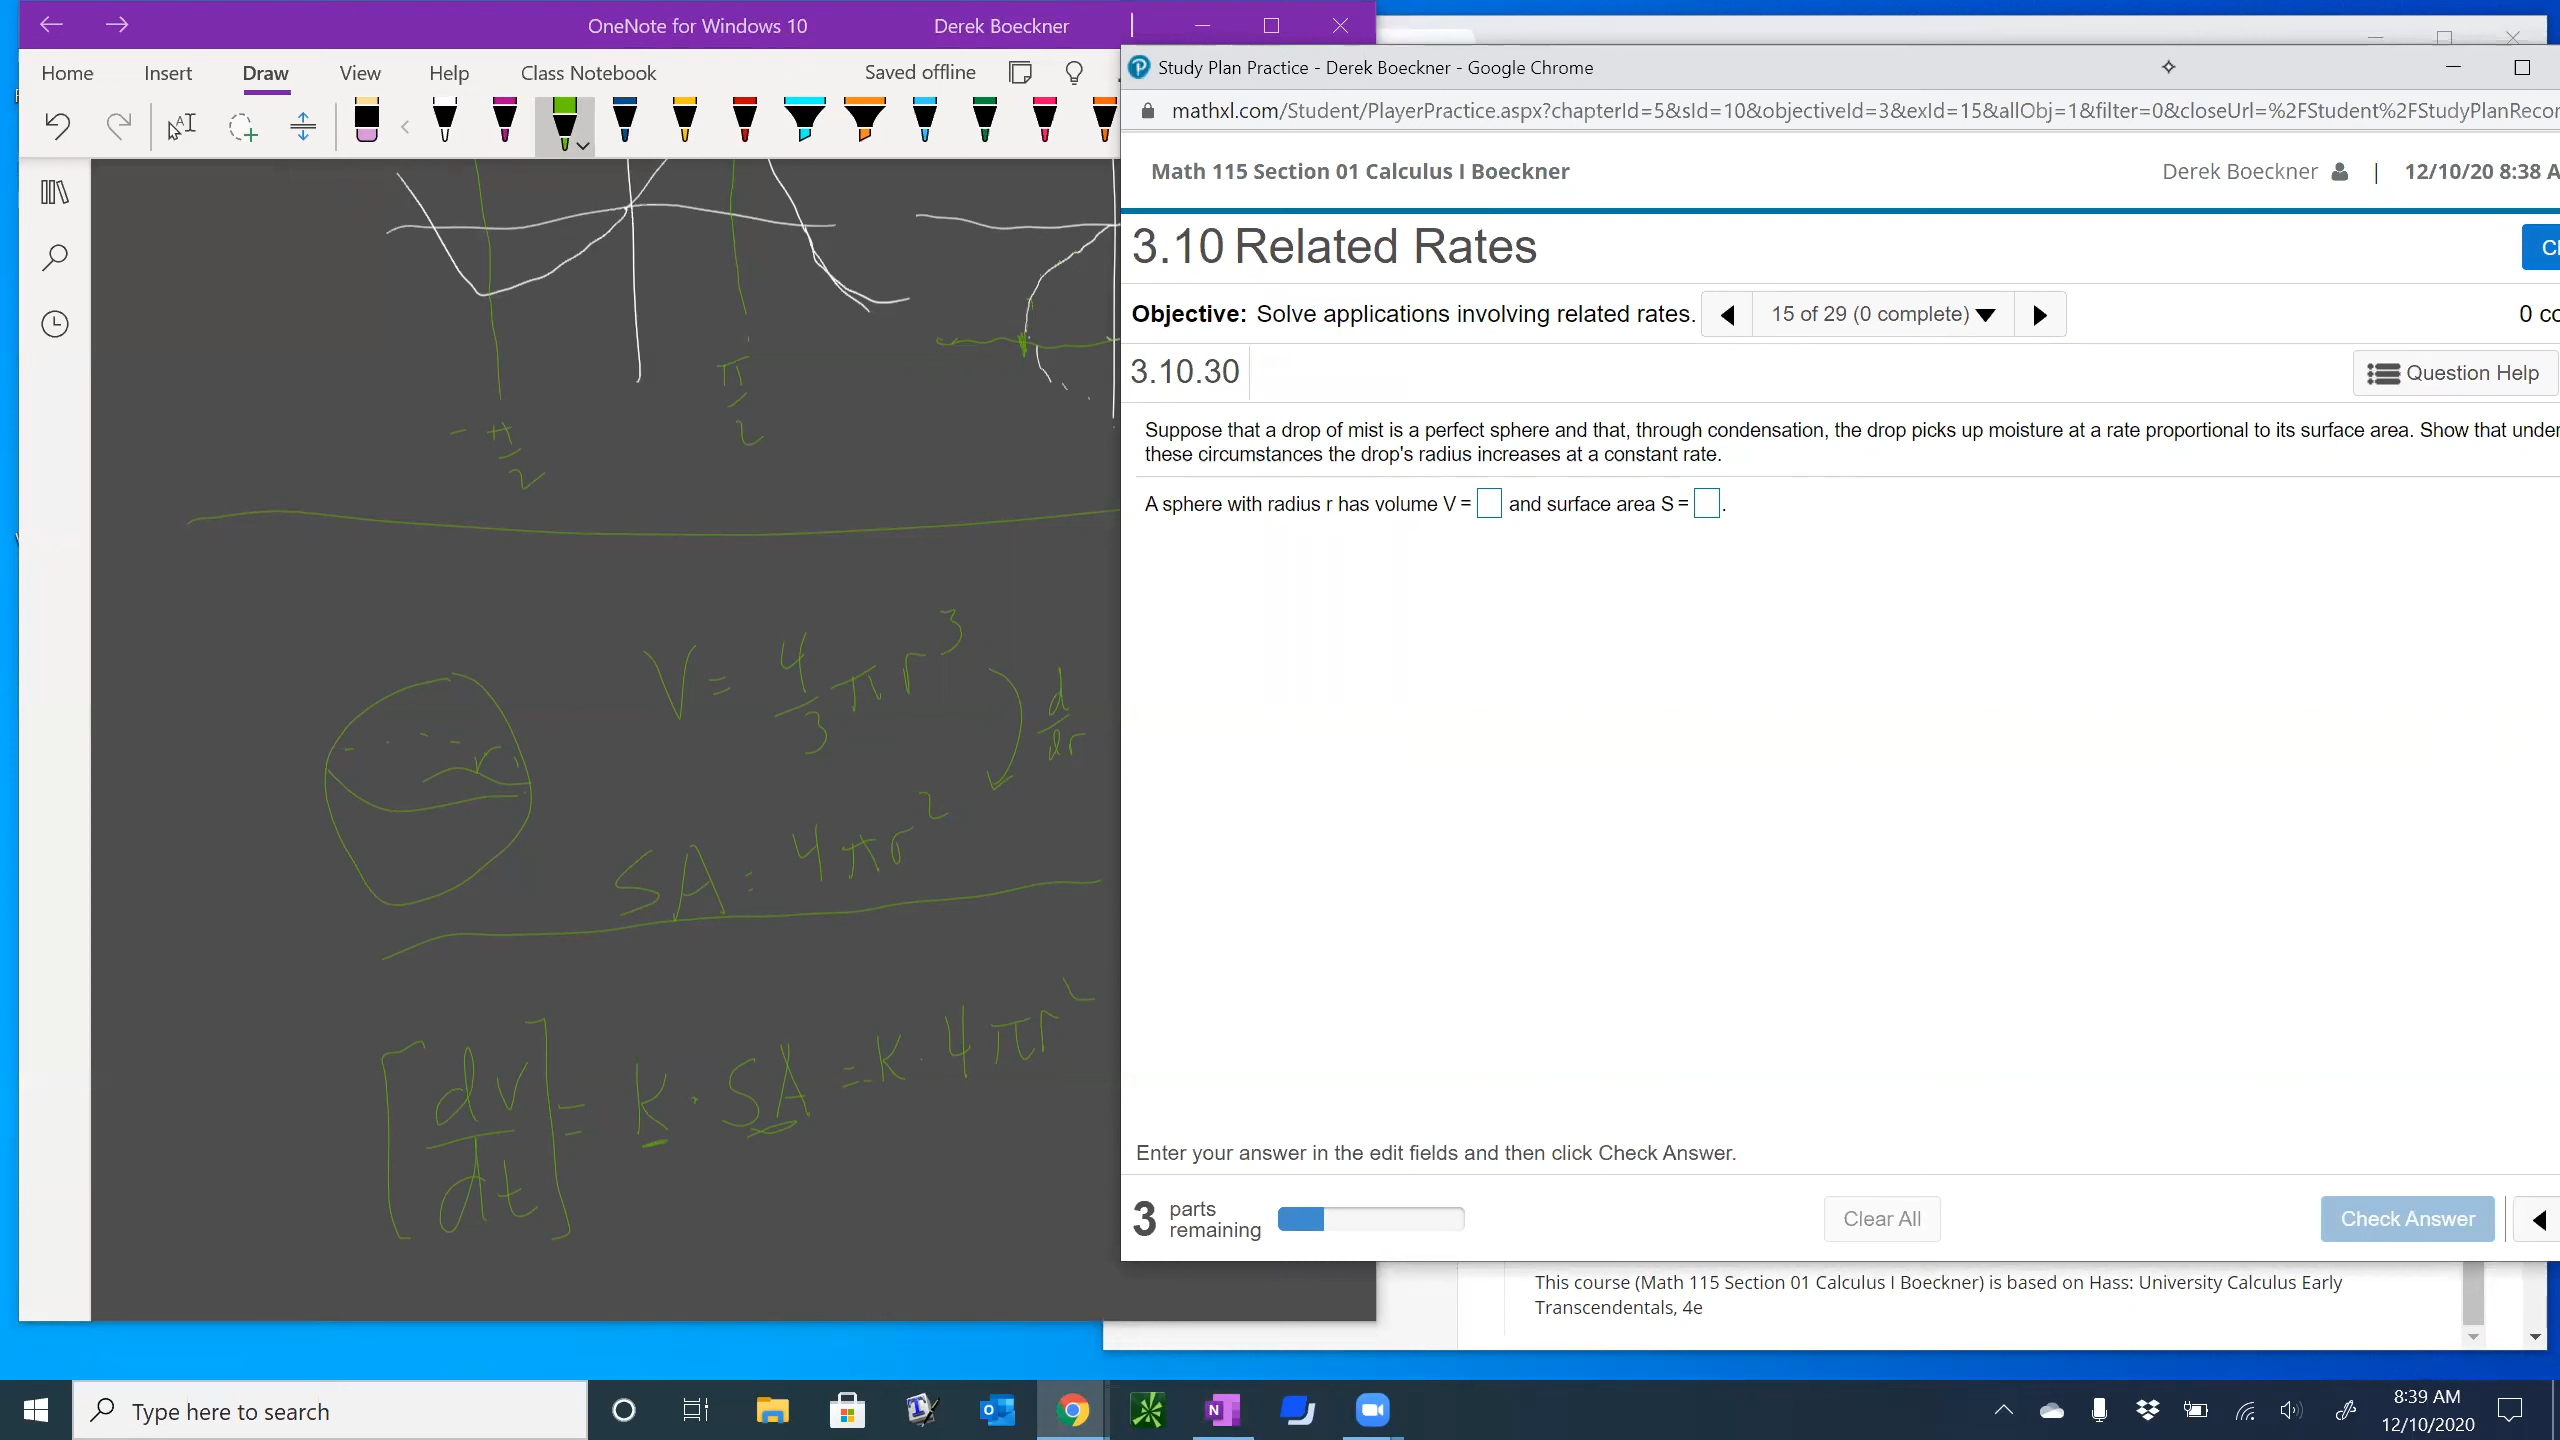 OneNote for Windows 10
Derek Boeckner
Home Insert Draw View Help Class Notebook Saved offline
π/2
- π/2
V = 4/3 π r^3
d/dr
r
SA = 4 π r^2
[dv/dt] = K · SA = K · 4 π r^2
Study Plan Practice - Derek Boeckner - Google Chrome
mathxl.com/Student/PlayerPractice.aspx?chapterId=5&sId=10&objectiveId=3&exId=15&allObj=1&filter=0&closeUrl=%2FStudent%2FStudyPlanRecor
Math 115 Section 01 Calculus I Boeckner
Derek Boeckner | 12/10/20 8:38 A
3.10 Related Rates
Objective: Solve applications involving related rates.
15 of 29 (0 complete)
0 co
3.10.30
Question Help
Suppose that a drop of mist is a perfect sphere and that, through condensation, the drop picks up moisture at a rate proportional to its surface area. Show that under
these circumstances the drop's radius increases at a constant rate.
A sphere with radius r has volume V = and surface area S = .
Enter your answer in the edit fields and then click Check Answer.
3 parts
remaining
Clear All
Check Answer
This course (Math 115 Section 01 Calculus I Boeckner) is based on Hass: University Calculus Early
Transcendentals, 4e
Type here to search
8:39 AM
12/10/2020